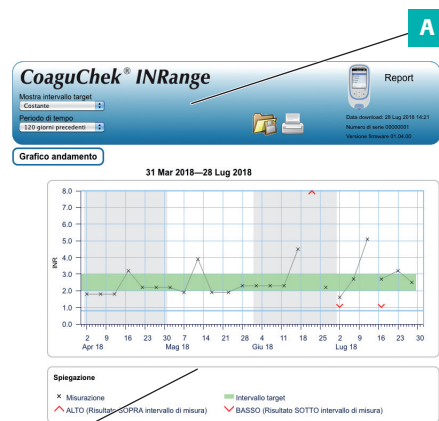 A
CoaguChek® INRange
Report
Mostra intervallo target
Costante
Periodo di tempo
120 giorni precedenti
Data download: 28 Lug 2018 14:21
Numero di serie 00000001
Versione firmware 01.04.00
Grafico andamento
31 Mar 2018—28 Lug 2018
INR
8.0
7.0
6.0
5.0
4.0
3.0
2.0
1.0
0.0
2 9 16 23 30 7 14 21 28 4 11 18 25 2 9 16 23 30
Apr 18 Mag 18 Giu 18 Lug 18
Spiegazione
Misurazione Intervallo target
ALTO (Risultato SOPRA intervallo di misura) BASSO (Risultato SOTTO intervallo di misura)